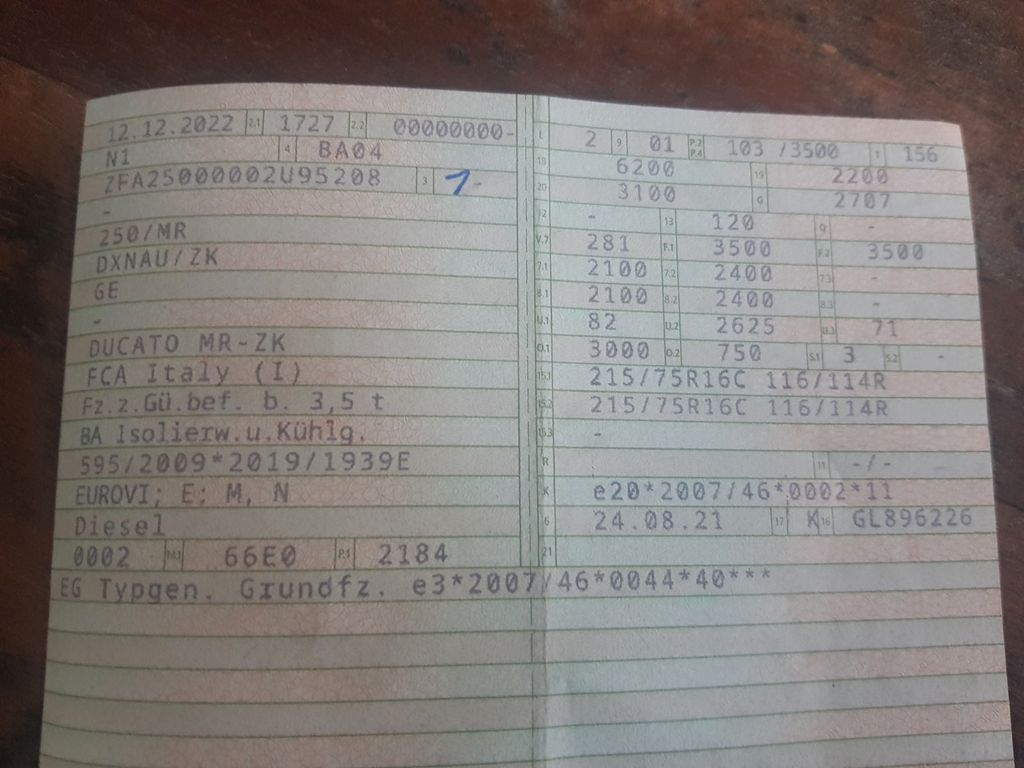 12.12.2022 2.1 1727 2.2 00000000-
N1 4 BA04
ZFA25000002U95208 3 1-
-
250/MR
DXNAU/ZK
GE
-
DUCATO MR-ZK
FCA Italy (I)
Fz.z.Gü.bef. b. 3,5 t
BA Isolierw.u.Kühlg.
595/2009*2019/1939E
EUROVI; E; M, N
Diesel
0002 66E0 P.1 2184
L 2 9 01 P.2 P.4 103 /3500 T 156
18 6200 19 2200
20 3100 G 2707
12 - 13 120 Q -
V.7 281 F.1 3500 F.2 3500
7.1 2100 7.2 2400 7.3 -
8.1 2100 8.2 2400 8.3 -
U.1 82 U.2 2625 U.3 71
O.1 3000 O.2 750 S.1 3 S.2 -
15.1 215/75R16C 116/114R
15.2 215/75R16C 116/114R
15.3 -
R 11 -/-
K e20*2007/46*0002*11
6 24.08.21 17 K 16 GL896226
21
EG Typgen. Grundfz. e3*2007/46*0044*40***